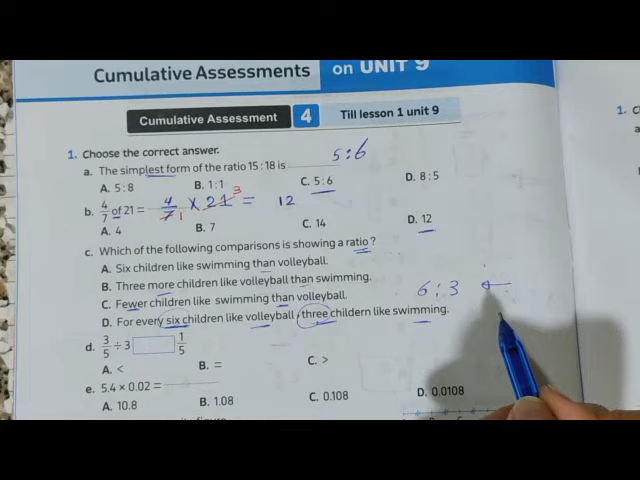 Cumulative Assessments on UNIT 9
Cumulative Assessment 4 Till lesson 1 unit 9
1. Choose the correct answer.
a. The simplest form of the ratio 15 : 18 is 5:6
A. 5 : 8 B. 1 : 1 C. 5 : 6 D. 8 : 5
b. 4/7 of 21 = 4/7 × 21 = 12
1 3
A. 4 B. 7 C. 14 D. 12
c. Which of the following comparisons is showing a ratio ?
A. Six children like swimming than volleyball.
B. Three more children like volleyball than swimming.
C. Fewer children like swimming than volleyball.
D. For every six children like volleyball , three childern like swimming.
6:3 ←
d. 3/5 ÷ 3 1/5
A. < B. = C. >
e. 5.4 × 0.02 =
A. 10.8 B. 1.08 C. 0.108 D. 0.0108
1.